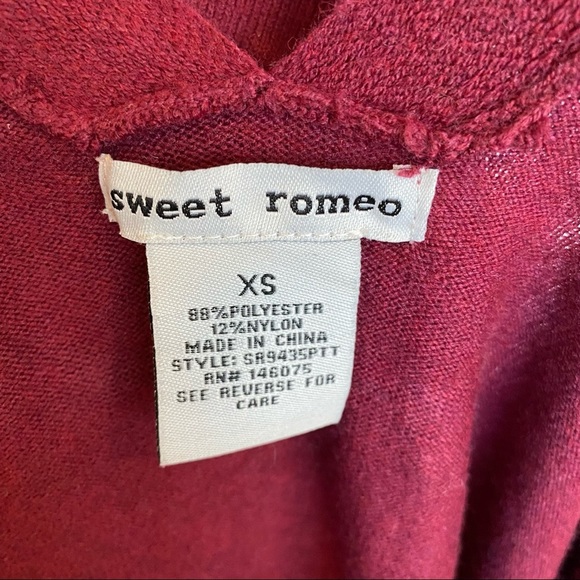 sweet romeo
XS
88%POLYESTER
12%NYLON
MADE IN CHINA
STYLE: SR9435PTT
RN# 146075
SEE REVERSE FOR
CARE